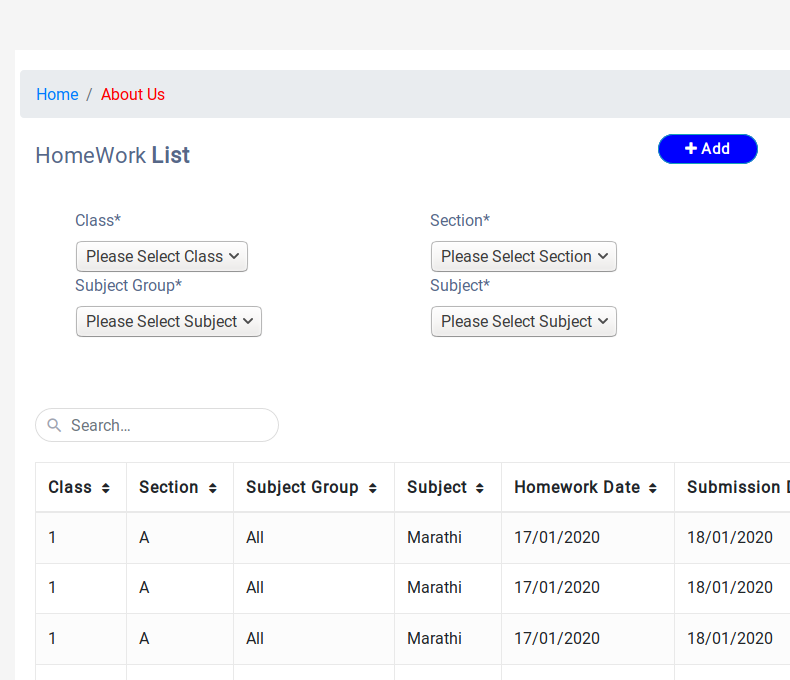 Home / About Us
HomeWork List
+ Add
Class* Section*
Please Select Class Please Select Section
Subject Group* Subject*
Please Select Subject Please Select Subject
Search...
Class Section Subject Group Subject Homework Date Submission
1 A All Marathi 17/01/2020 18/01/2020
1 A All Marathi 17/01/2020 18/01/2020
1 A All Marathi 17/01/2020 18/01/2020